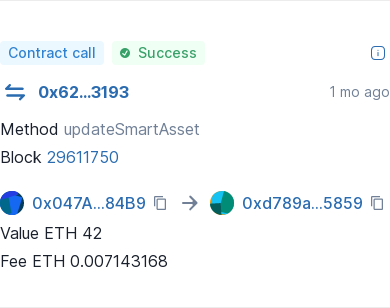 Contract call Success
0x62...3193 1 mo ago
Method updateSmartAsset
Block 29611750
0x047A...84B9 0xd789a...5859
Value ETH 42
Fee ETH 0.007143168